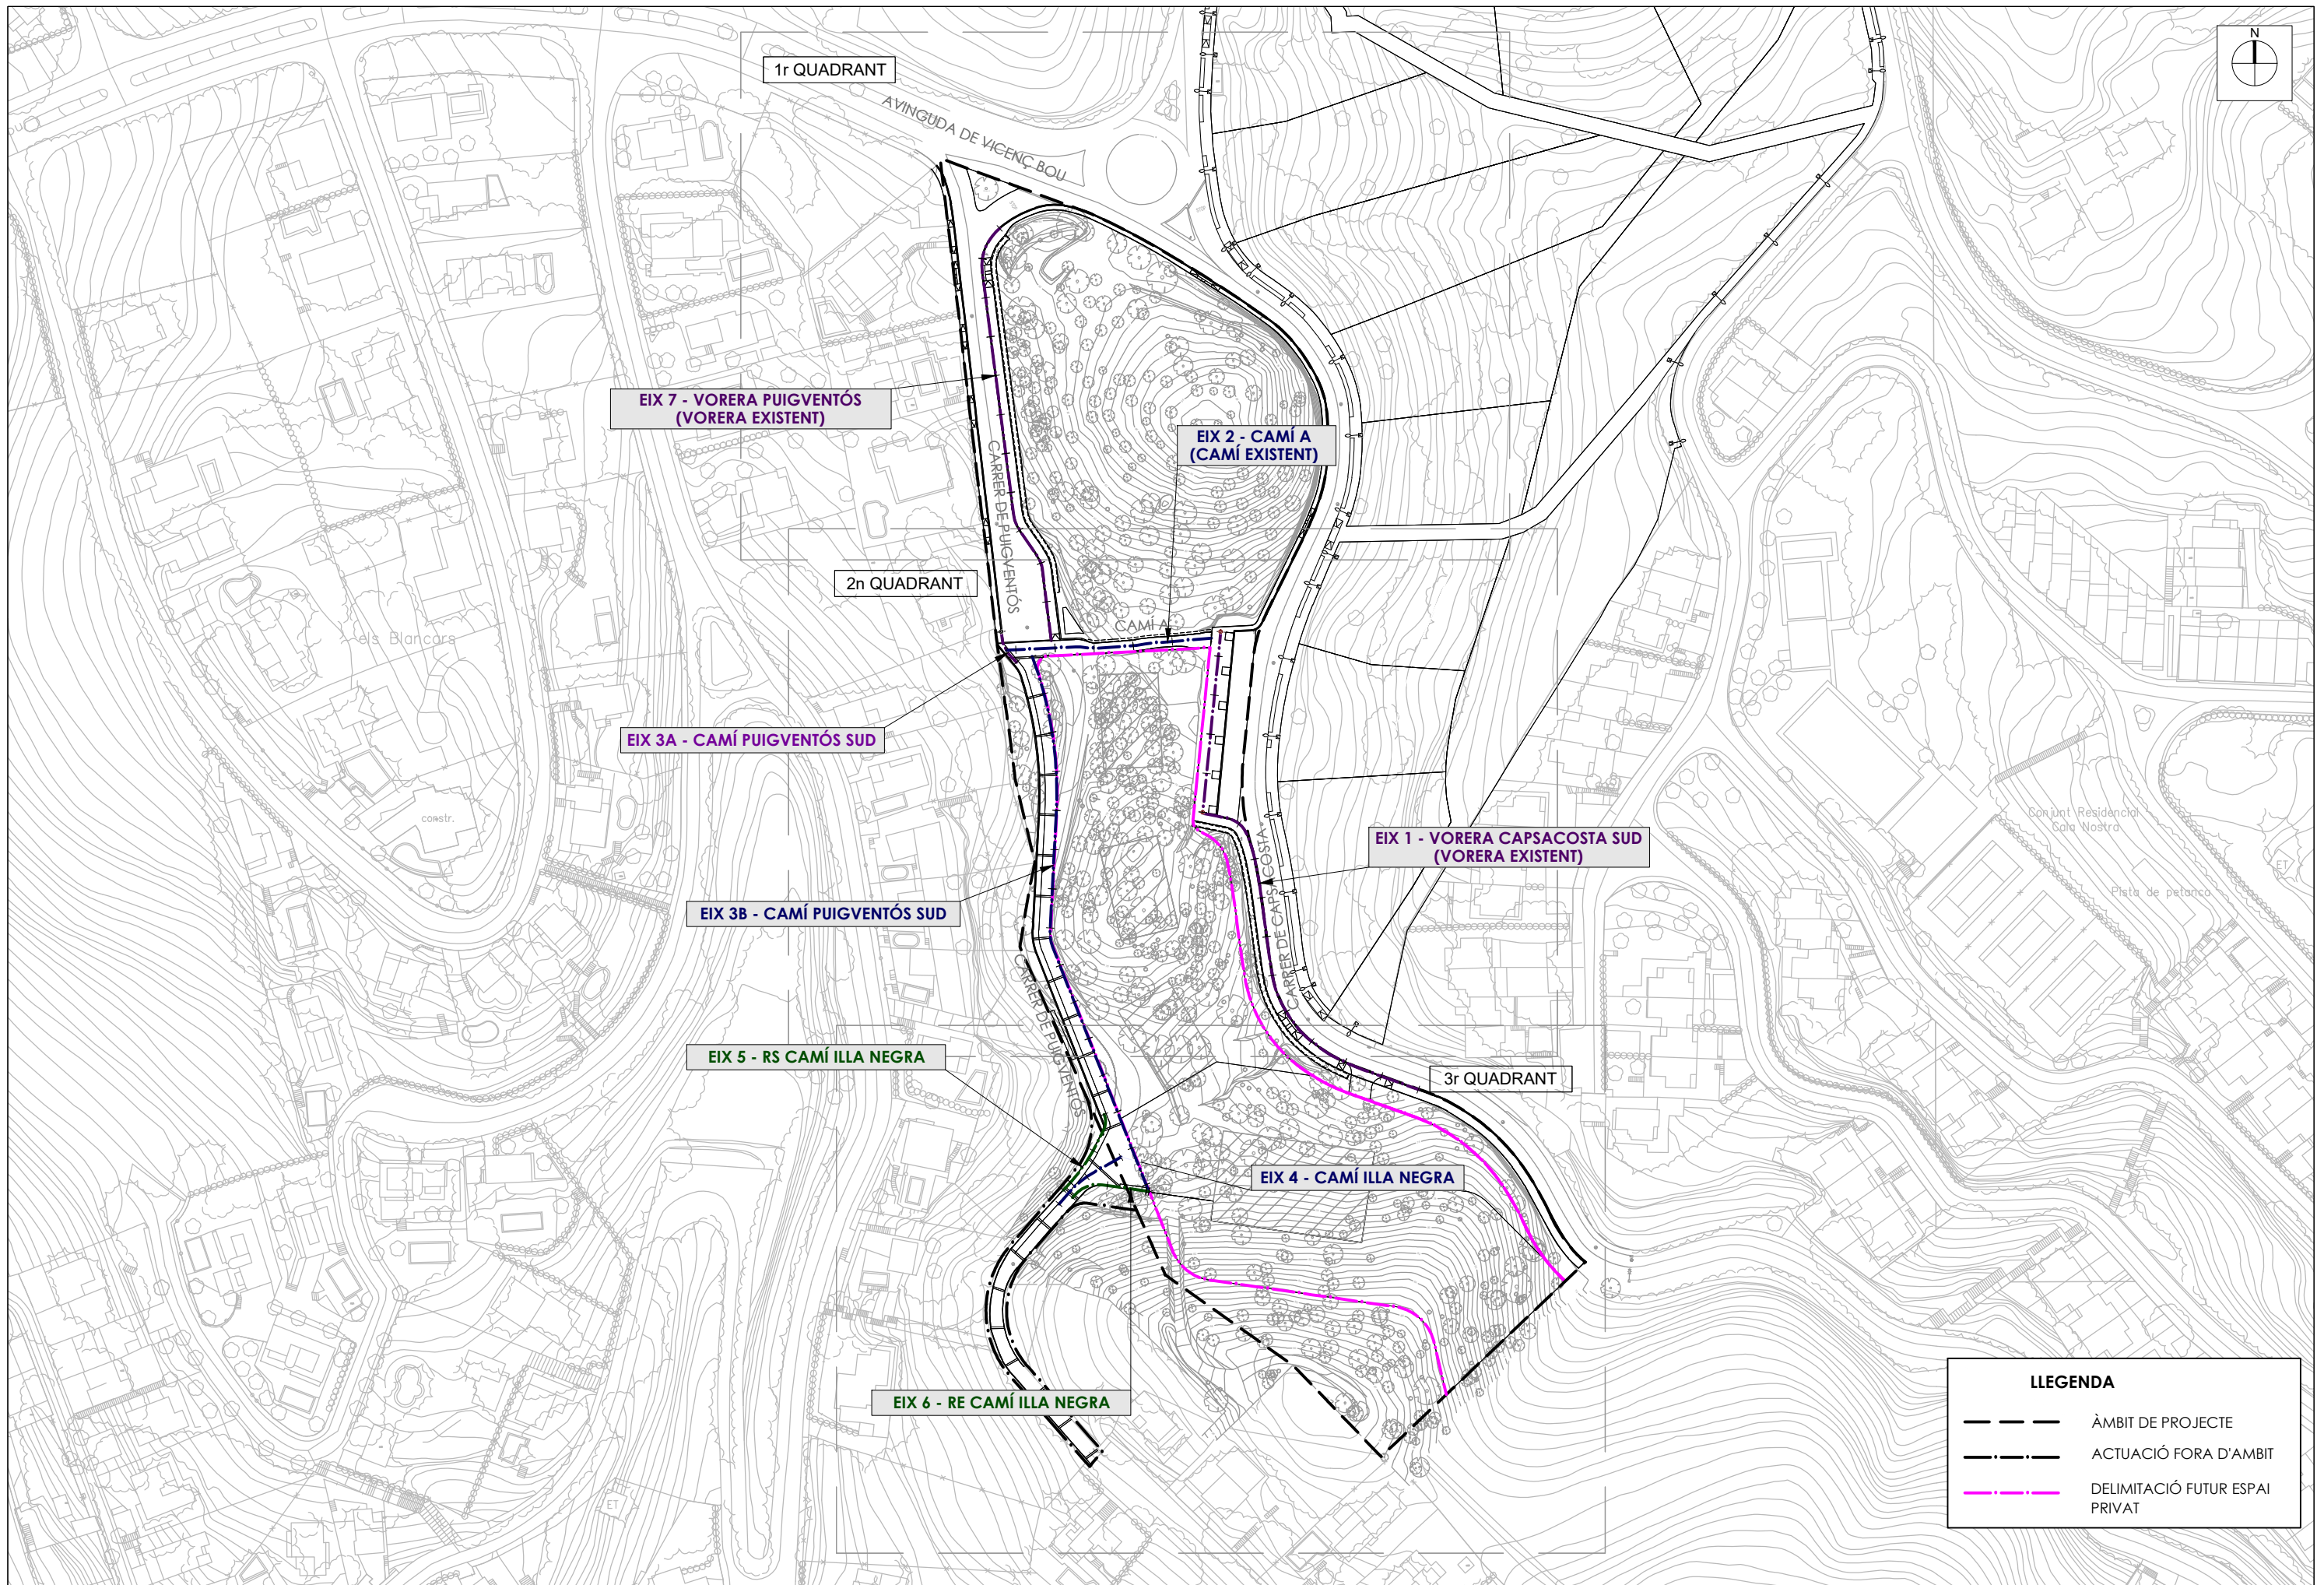 1r QUADRANT
N
AVINGUDA DE VICENÇ BOU
EIX 7 - VORERA PUIGVENTÓS
(VORERA EXISTENT)
EIX 2 - CAMÍ A
(CAMÍ EXISTENT)
CARRER DE PUIGVENTÓS
2n QUADRANT
CAMÍ A
els Blancars
EIX 3A - CAMÍ PUIGVENTÓS SUD
constr.
Conjunt Residencial
Cala Nostra
EIX 1 - VORERA CAPSACOSTA SUD
(VORERA EXISTENT)
ET
Pista de petanca
CARRER DE CAPSACOSTA
EIX 3B - CAMÍ PUIGVENTÓS SUD
CARRER DE PUIGVENTÓS
EIX 5 - RS CAMÍ ILLA NEGRA
3r QUADRANT
EIX 4 - CAMÍ ILLA NEGRA
EIX 6 - RE CAMÍ ILLA NEGRA
ET
LLEGENDA
ÀMBIT DE PROJECTE
ACTUACIÓ FORA D'AMBIT
DELIMITACIÓ FUTUR ESPAI
PRIVAT